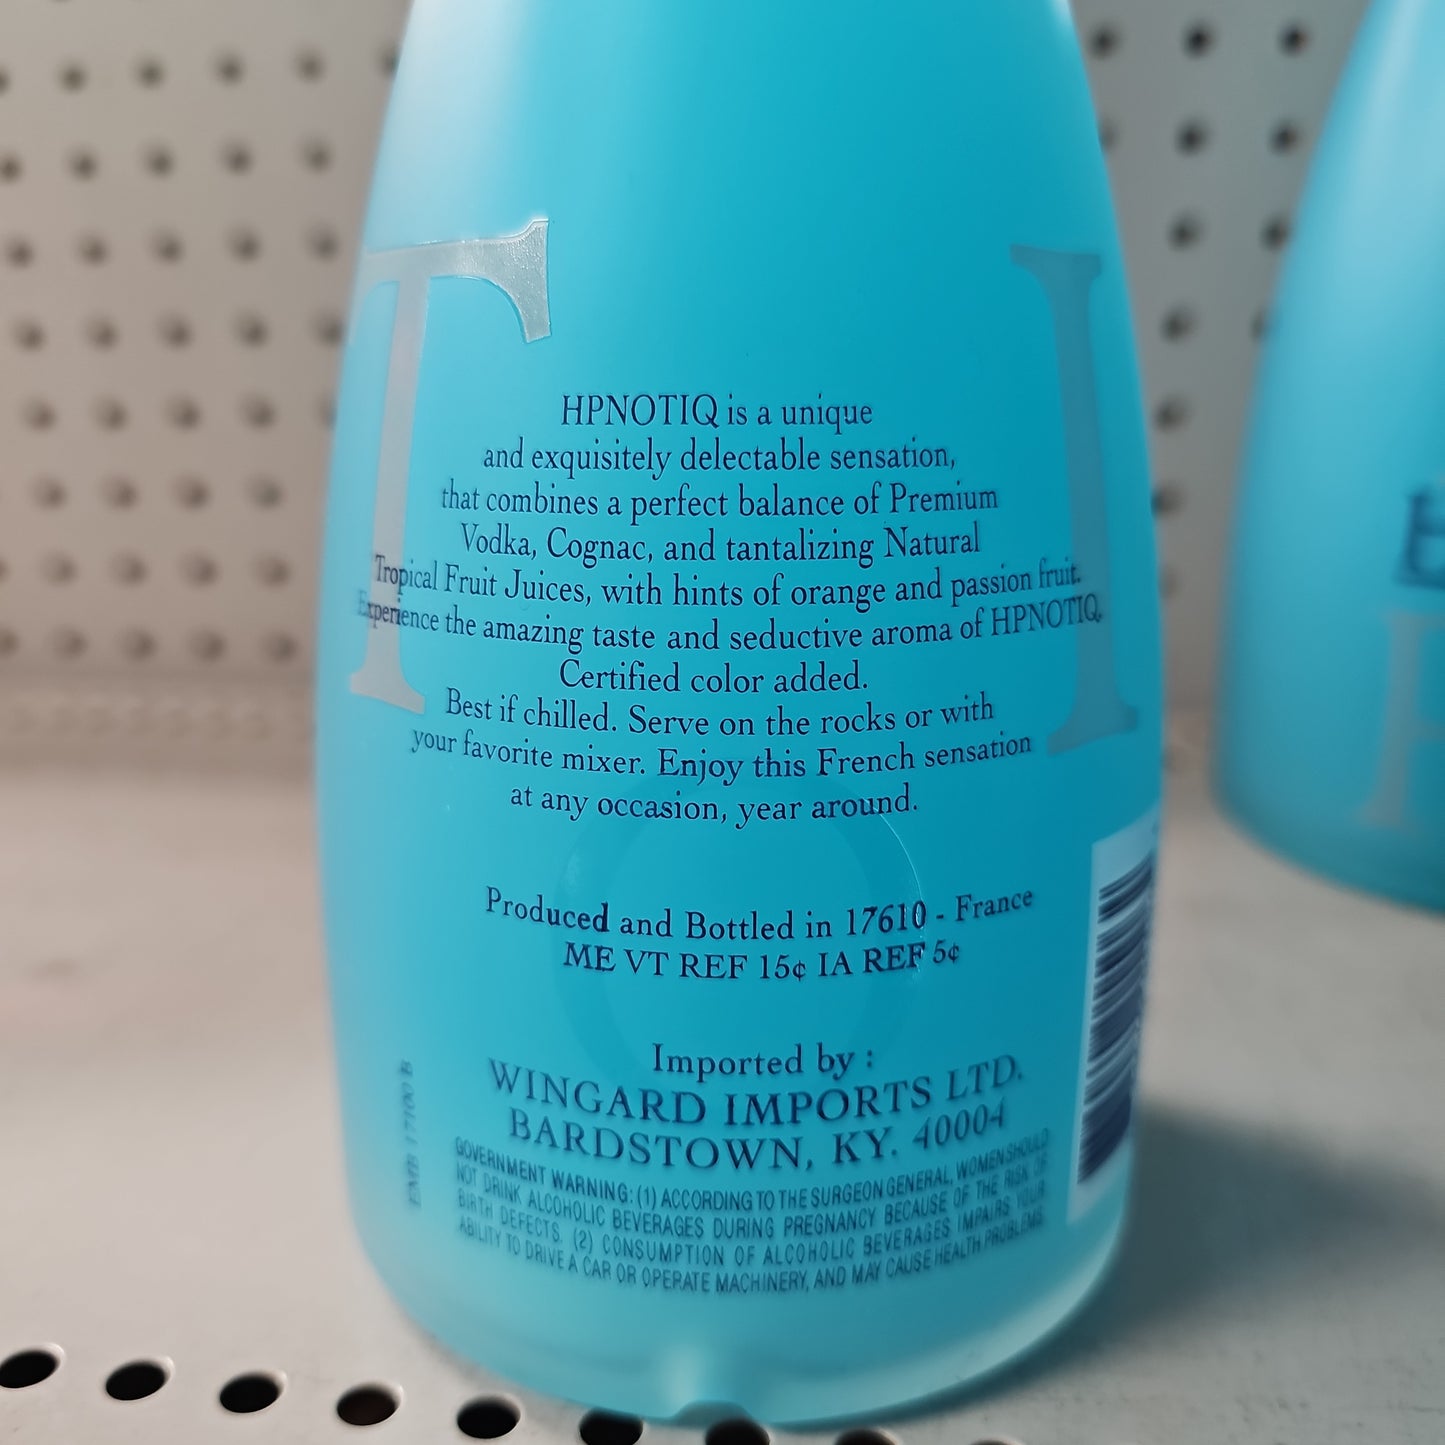 T I
HPNOTIQ is a unique
and exquisitely delectable sensation,
that combines a perfect balance of Premium
Vodka, Cognac, and tantalizing Natural
Tropical Fruit Juices, with hints of orange and passion fruit.
Experience the amazing taste and seductive aroma of HPNOTIQ.
Certified color added.
Best if chilled. Serve on the rocks or with
your favorite mixer. Enjoy this French sensation
at any occasion, year around.
Produced and Bottled in 17610 - France
ME VT REF 15¢ IA REF 5¢
Imported by :
WINGARD IMPORTS LTD.
BARDSTOWN, KY. 40004
GOVERNMENT WARNING: (1) ACCORDING TO THE SURGEON GENERAL, WOMEN SHOULD
NOT DRINK ALCOHOLIC BEVERAGES DURING PREGNANCY BECAUSE OF THE RISK OF
BIRTH DEFECTS. (2) CONSUMPTION OF ALCOHOLIC BEVERAGES IMPAIRS YOUR
ABILITY TO DRIVE A CAR OR OPERATE MACHINERY, AND MAY CAUSE HEALTH PROBLEMS.
EMB 17100 B